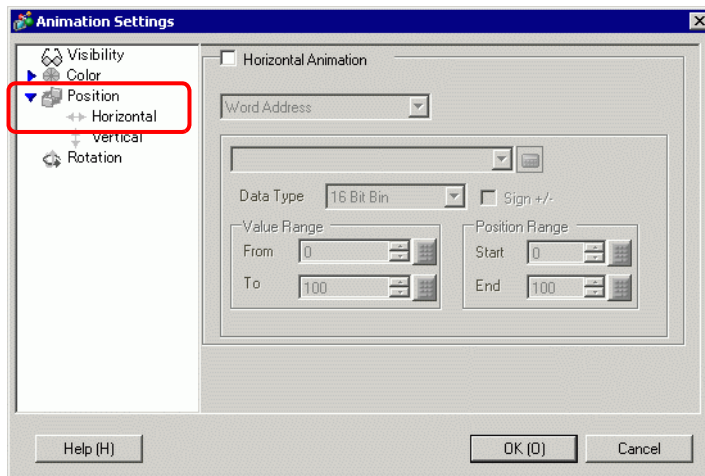 Animation Settings
Visibility
Color
Position
Horizontal
Vertical
Rotation
Horizontal Animation
Word Address
Data Type 16 Bit Bin Sign +/-
Value Range Position Range
From 0 Start 0
To 100 End 100
Help (H) OK (O) Cancel